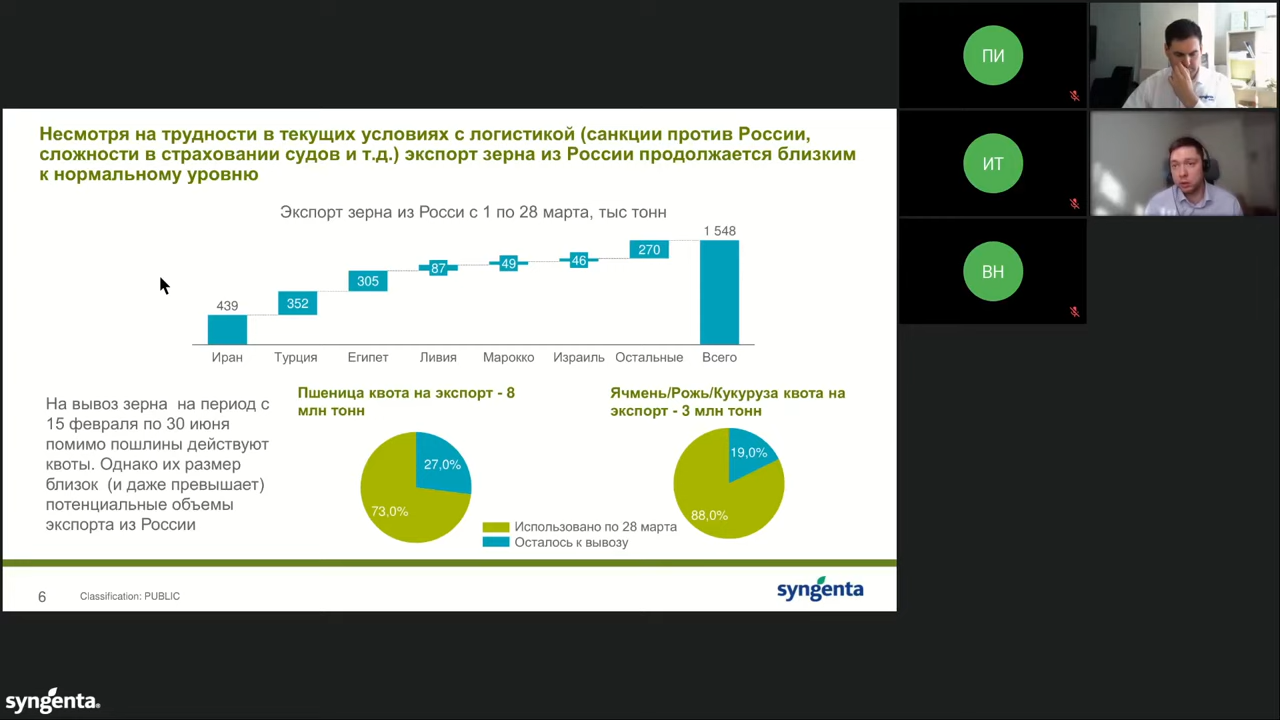 Несмотря на трудности в текущих условиях с логистикой (санкции против России,
сложности в страховании судов и т.д.) экспорт зерна из России продолжается близким
к нормальному уровню
Экспорт зерна из Росси с 1 по 28 марта, тыс тонн
439
352
305
87
49
46
270
1 548
Иран
Турция
Египет
Ливия
Марокко
Израиль
Остальные
Всего
На вывоз зерна на период с
15 февраля по 30 июня
помимо пошлины действуют
квоты. Однако их размер
близок (и даже превышает)
потенциальные объемы
экспорта из России
Пшеница квота на экспорт - 8
млн тонн
27,0%
73,0%
Ячмень/Рожь/Кукуруза квота на
экспорт - 3 млн тонн
19,0%
88,0%
Использовано по 28 марта
Осталось к вывозу
6
Classification: PUBLIC
syngenta
ПИ
ИТ
ВН
syngenta.